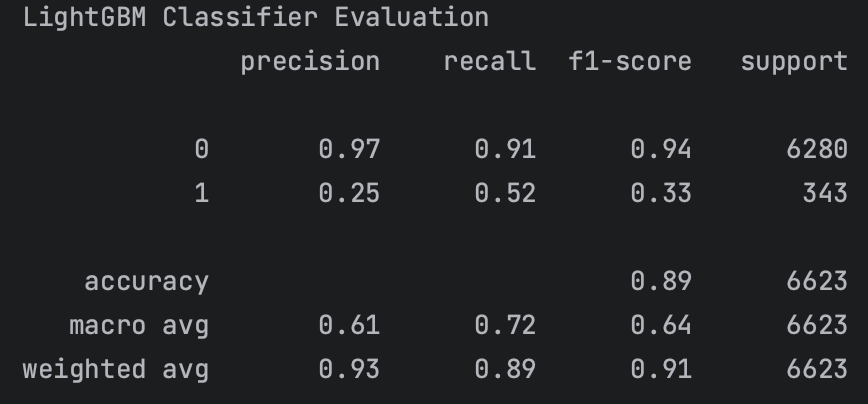 LightGBM Classifier Evaluation
precision recall f1-score support
0 0.97 0.91 0.94 6280
1 0.25 0.52 0.33 343
accuracy 0.89 6623
macro avg 0.61 0.72 0.64 6623
weighted avg 0.93 0.89 0.91 6623